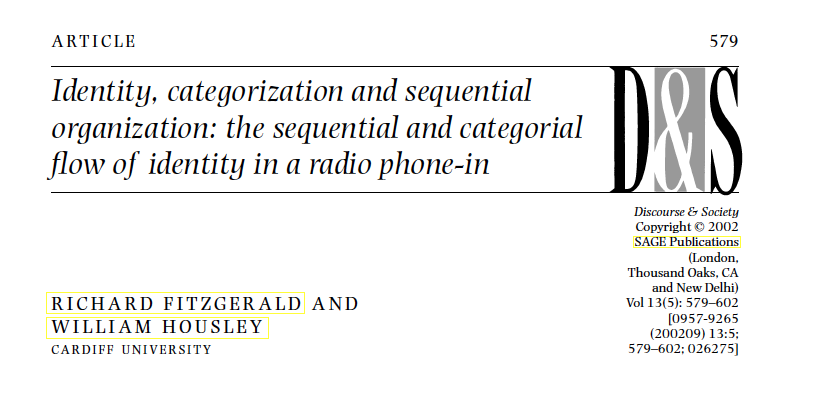 ARTICLE 579
Identity, categorization and sequential
organization: the sequential and categorial
flow of identity in a radio phone-in
D&S
Discourse & Society
Copyright © 2002
SAGE Publications
(London,
Thousand Oaks, CA
and New Delhi)
Vol 13(5): 579–602
[0957-9265
(200209) 13:5;
579–602; 026275]
RICHARD FITZGERALD AND
WILLIAM HOUSLEY
CARDIFF UNIVERSITY